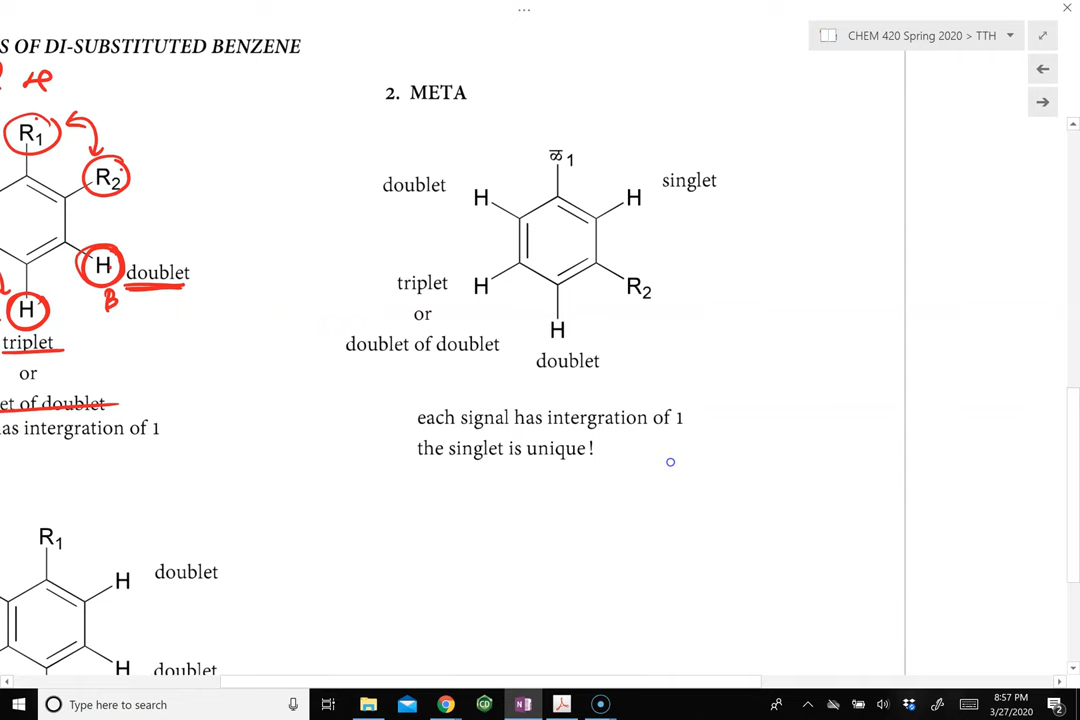 CHEM 420 Spring 2020 > TTH
S OF DI-SUBSTITUTED BENZENE
R1
R2
H
doublet
B
H
triplet
or
et of doublet
as intergration of 1
2. META
1
doublet
H
H
singlet
triplet
H
R2
or
H
doublet of doublet
doublet
each signal has intergration of 1
the singlet is unique!
R1
H
doublet
H
doublet
Type here to search
8:57 PM
3/27/2020
2